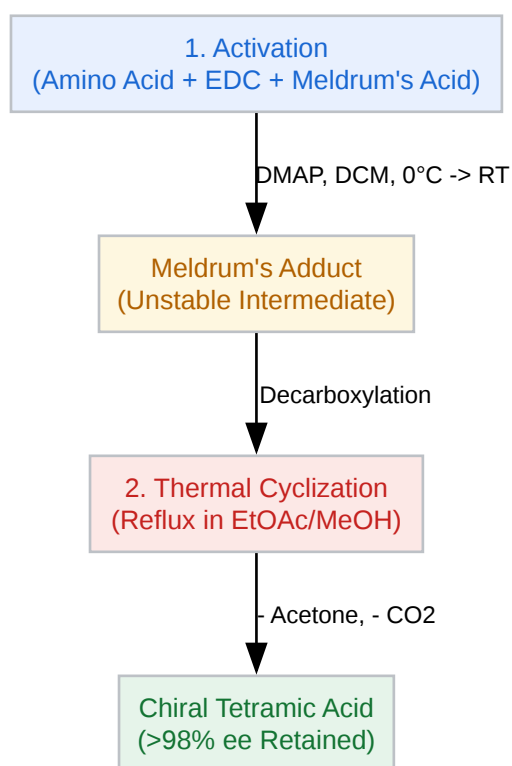 1. Activation
(Amino Acid + EDC + Meldrum's Acid)
DMAP, DCM, 0°C -> RT
Meldrum's Adduct
(Unstable Intermediate)
Decarboxylation
2. Thermal Cyclization
(Reflux in EtOAc/MeOH)
- Acetone, - CO2
Chiral Tetramic Acid
(>98% ee Retained)